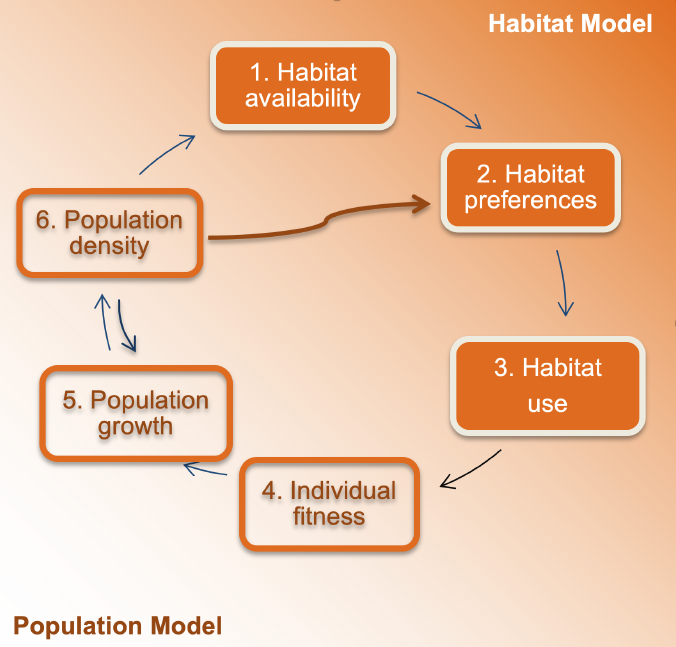 Habitat Model
1. Habitat
availability
2. Habitat
preferences
3. Habitat
use
4. Individual
fitness
5. Population
growth
6. Population
density
Population Model